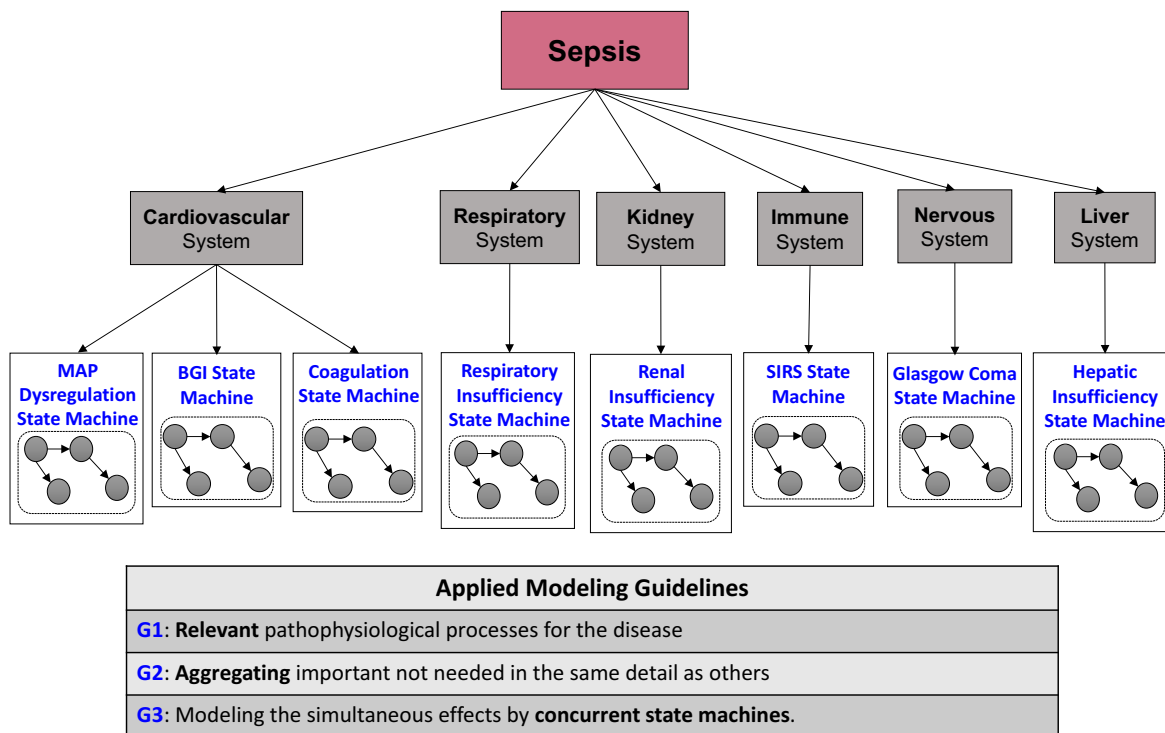 Sepsis
Cardiovascular
System
Respiratory
System
Kidney
System
Immune
System
Nervous
System
Liver
System
MAP
Dysregulation
State Machine
BGI State
Machine
Coagulation
State Machine
Respiratory
Insufficiency
State Machine
Renal
Insufficiency
State Machine
SIRS State
Machine
Glasgow Coma
State Machine
Hepatic
Insufficiency
State Machine
Applied Modeling Guidelines
G1: Relevant pathophysiological processes for the disease
G2: Aggregating important not needed in the same detail as others
G3: Modeling the simultaneous effects by concurrent state machines.